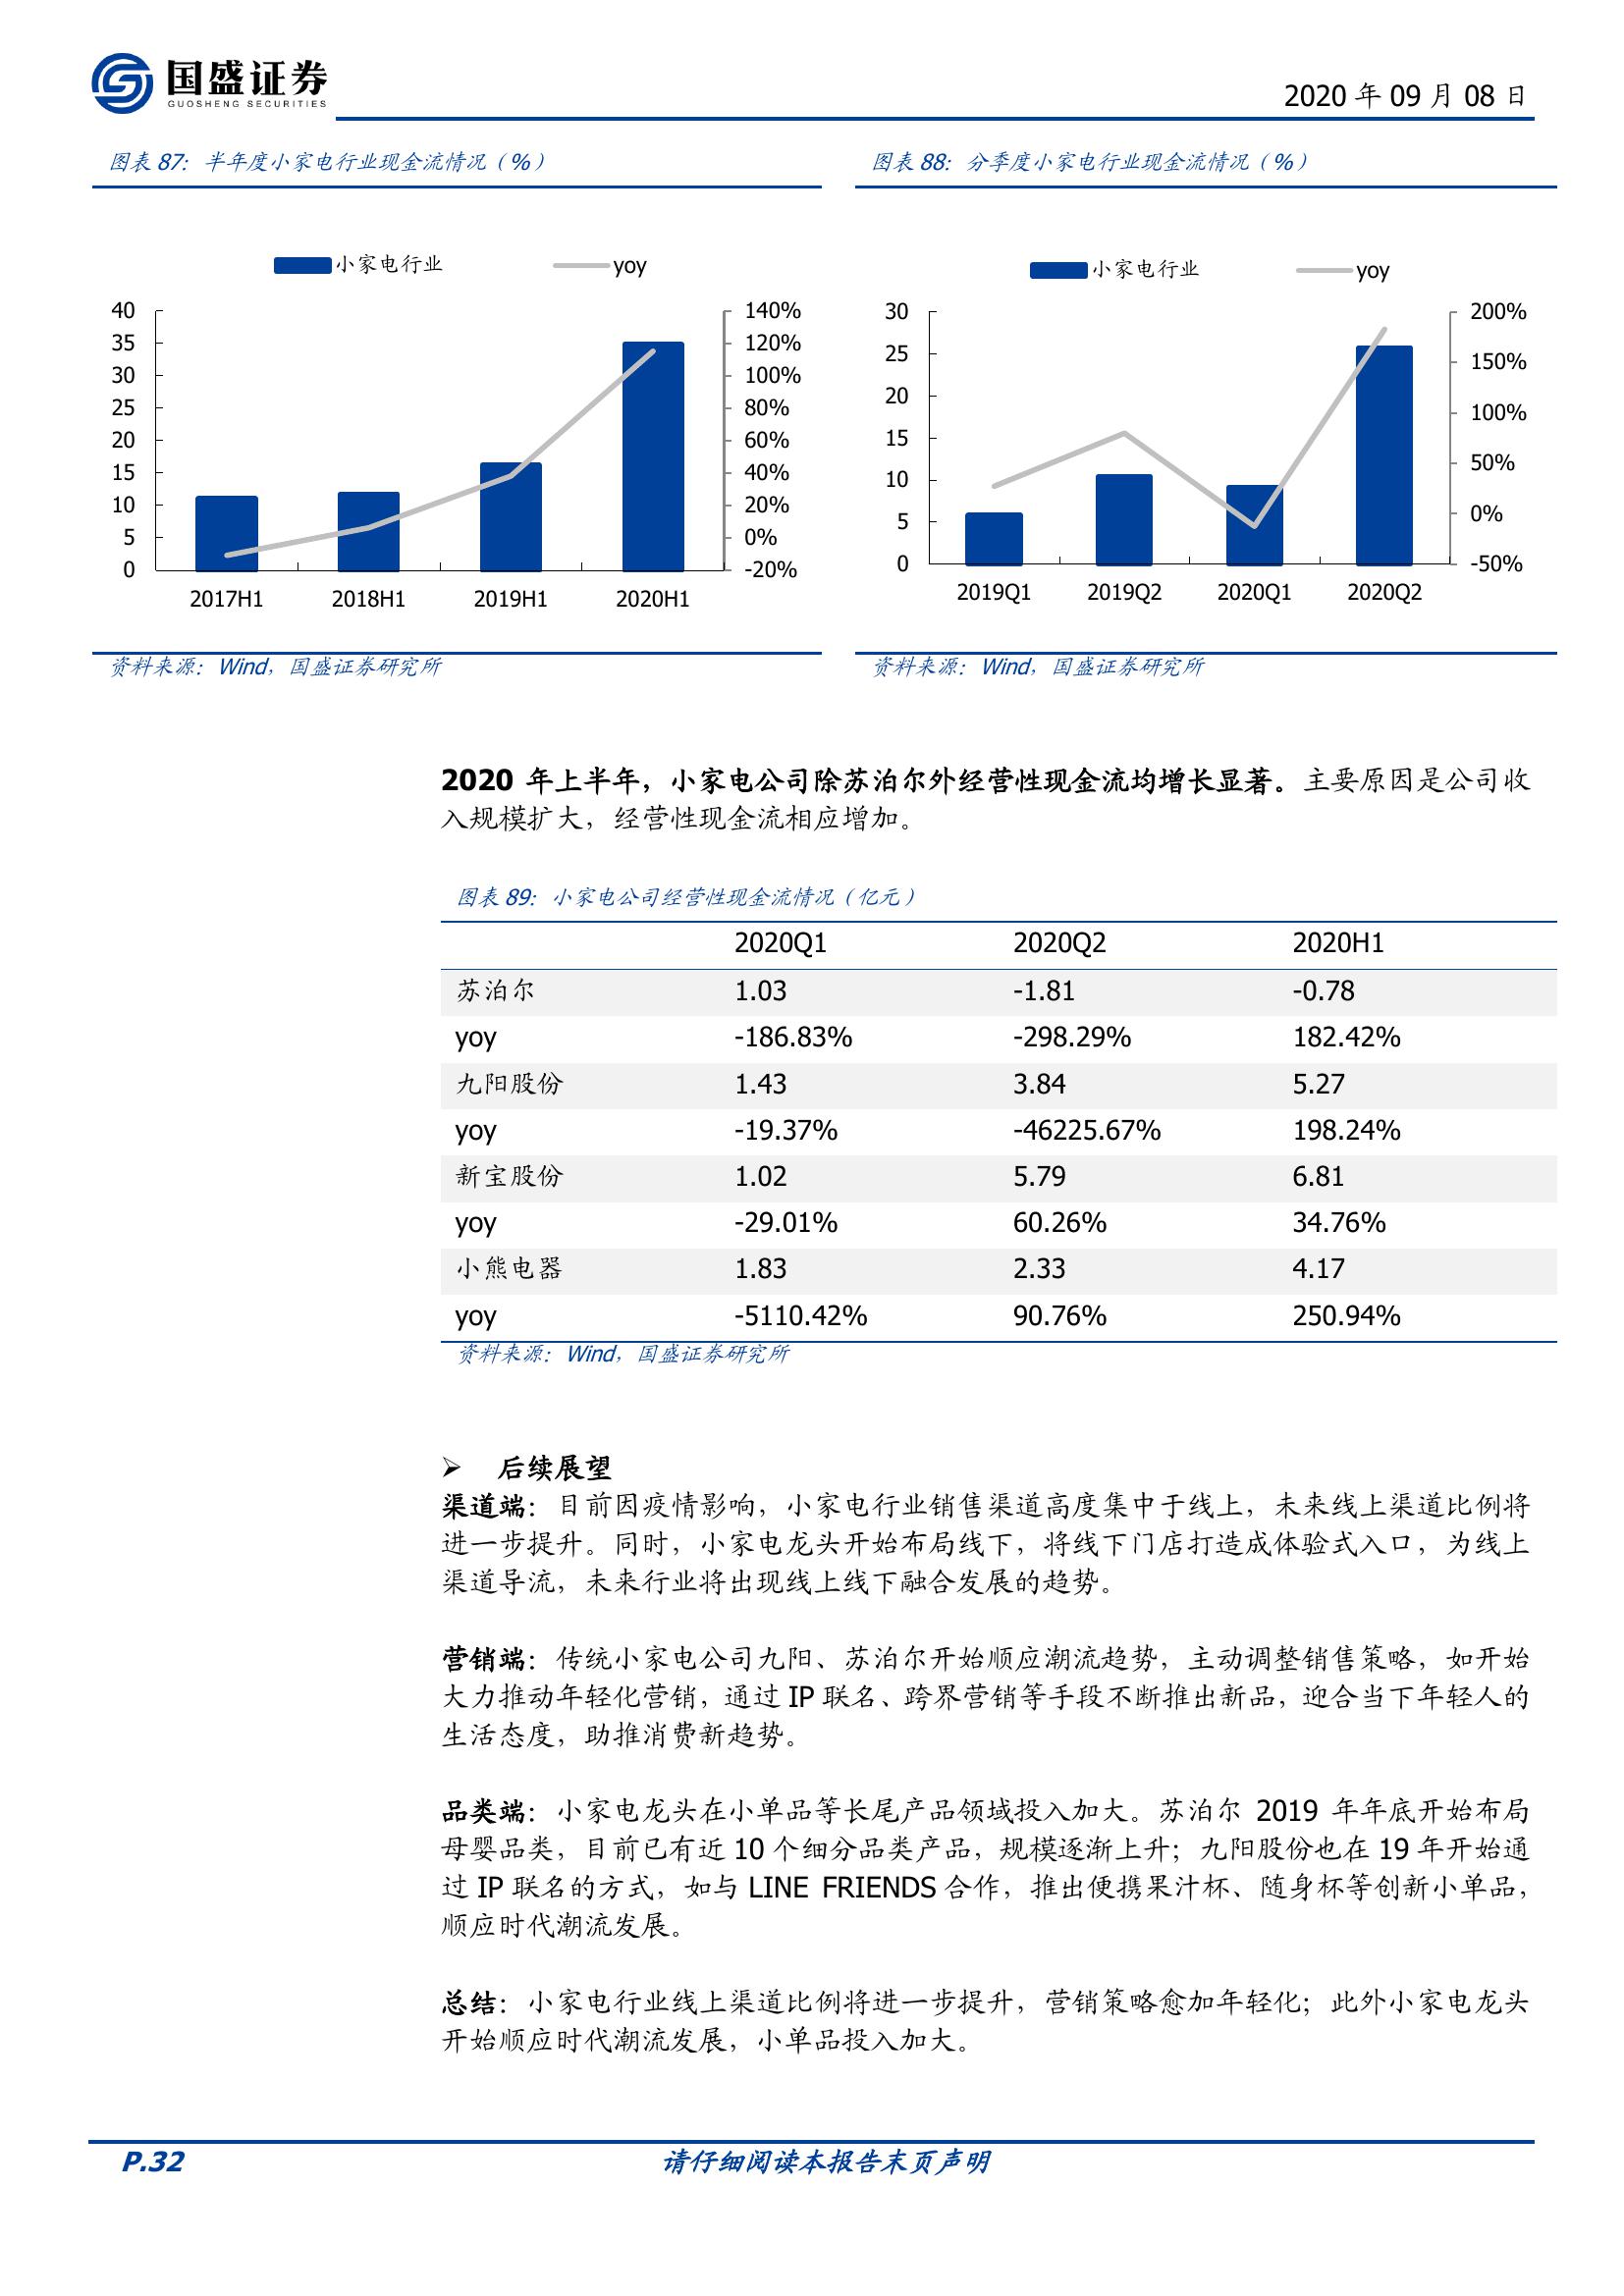 国盛证券
GUOSHENG SECURITIES
2020 年 09 月 08 日
图表 87：半年度小家电行业现金流情况（%）
小家电行业 yoy
40
35
30
25
20
15
10
5
0
140%
120%
100%
80%
60%
40%
20%
0%
-20%
2017H1 2018H1 2019H1 2020H1
资料来源：Wind，国盛证券研究所
图表 88：分季度小家电行业现金流情况（%）
小家电行业 yoy
30
25
20
15
10
5
0
200%
150%
100%
50%
0%
-50%
2019Q1 2019Q2 2020Q1 2020Q2
资料来源：Wind，国盛证券研究所
2020 年上半年，小家电公司除苏泊尔外经营性现金流均增长显著。主要原因是公司收
入规模扩大，经营性现金流相应增加。
图表 89：小家电公司经营性现金流情况（亿元）
2020Q1 2020Q2 2020H1
苏泊尔 1.03 -1.81 -0.78
yoy -186.83% -298.29% 182.42%
九阳股份 1.43 3.84 5.27
yoy -19.37% -46225.67% 198.24%
新宝股份 1.02 5.79 6.81
yoy -29.01% 60.26% 34.76%
小熊电器 1.83 2.33 4.17
yoy -5110.42% 90.76% 250.94%
资料来源：Wind，国盛证券研究所
➢ 后续展望
渠道端：目前因疫情影响，小家电行业销售渠道高度集中于线上，未来线上渠道比例将
进一步提升。同时，小家电龙头开始布局线下，将线下门店打造成体验式入口，为线上
渠道导流，未来行业将出现线上线下融合发展的趋势。
营销端：传统小家电公司九阳、苏泊尔开始顺应潮流趋势，主动调整销售策略，如开始
大力推动年轻化营销，通过 IP 联名、跨界营销等手段不断推出新品，迎合当下年轻人的
生活态度，助推消费新趋势。
品类端：小家电龙头在小单品等长尾产品领域投入加大。苏泊尔 2019 年年底开始布局
母婴品类，目前已有近 10 个细分品类产品，规模逐渐上升；九阳股份也在 19 年开始通
过 IP 联名的方式，如与 LINE FRIENDS 合作，推出便携果汁杯、随身杯等创新小单品，
顺应时代潮流发展。
总结：小家电行业线上渠道比例将进一步提升，营销策略愈加年轻化；此外小家电龙头
开始顺应时代潮流发展，小单品投入加大。
P.32 请仔细阅读本报告末页声明